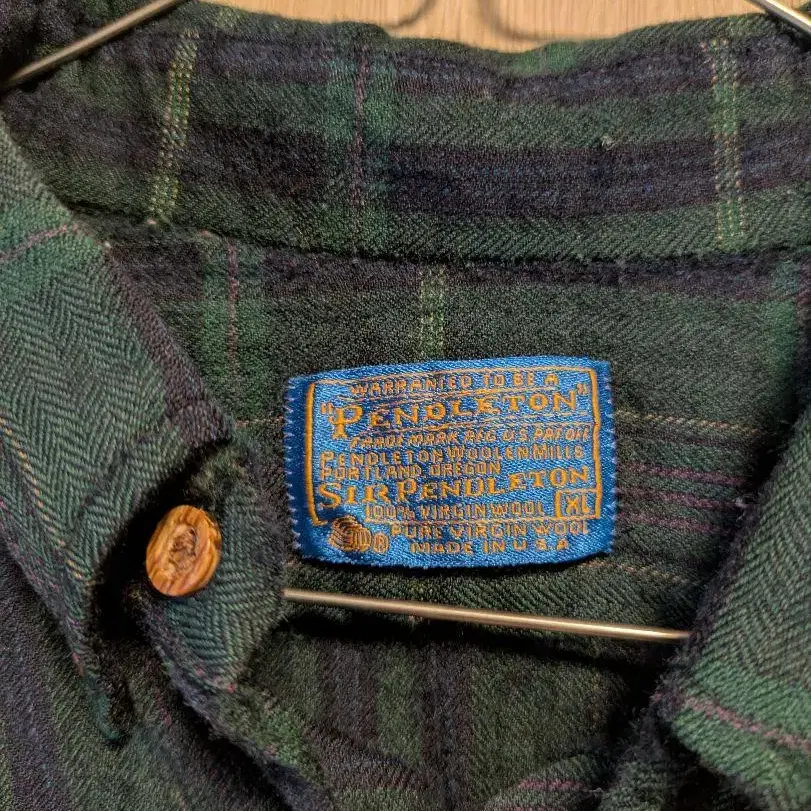 WARRANTED TO BE A
"PENDLETON"
TRADE MARK REG. U.S. PAT. OFF.
PENDLETON WOOLEN MILLS
PORTLAND OREGON
SIR PENDLETON
100% VIRGIN WOOL XL
® PURE VIRGIN WOOL
MADE IN U.S.A